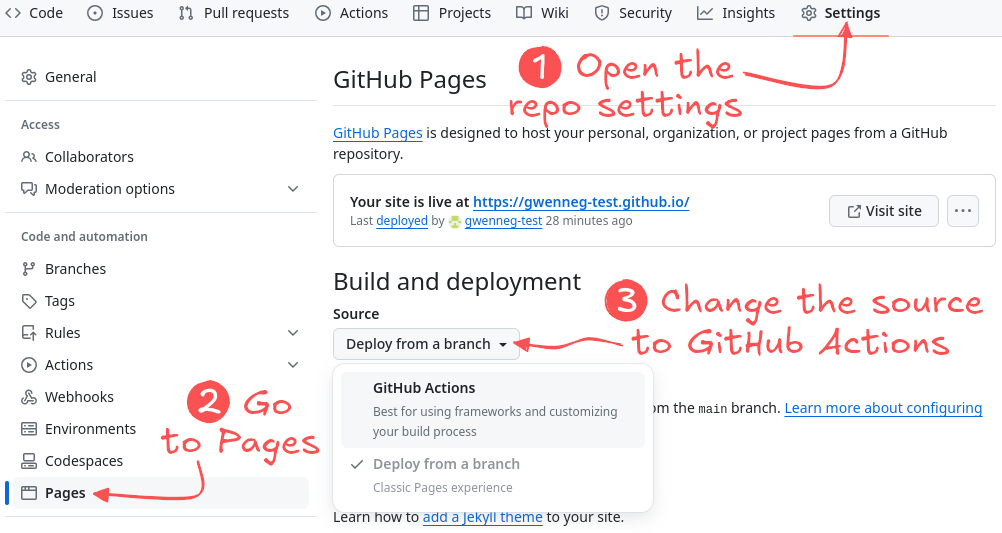 Code Issues Pull requests Actions Projects Wiki Security Insights Settings
1 Open the
repo settings
General
Access
Collaborators
Moderation options
Code and automation
Branches
Tags
Rules
Actions
Webhooks
Environments
Codespaces
Pages
2 Go
to Pages
GitHub Pages
GitHub Pages is designed to host your personal, organization, or project pages from a GitHub
repository.
Your site is live at https://gwenneg-test.github.io/
Last deployed by gwenneg-test 28 minutes ago
Visit site
Build and deployment
3 Change the source
to GitHub Actions
Source
Deploy from a branch
GitHub Actions
Best for using frameworks and customizing
your build process
om the main branch. Learn more about configuring
Deploy from a branch
Classic Pages experience
Learn how to add a Jekyll theme to your site.